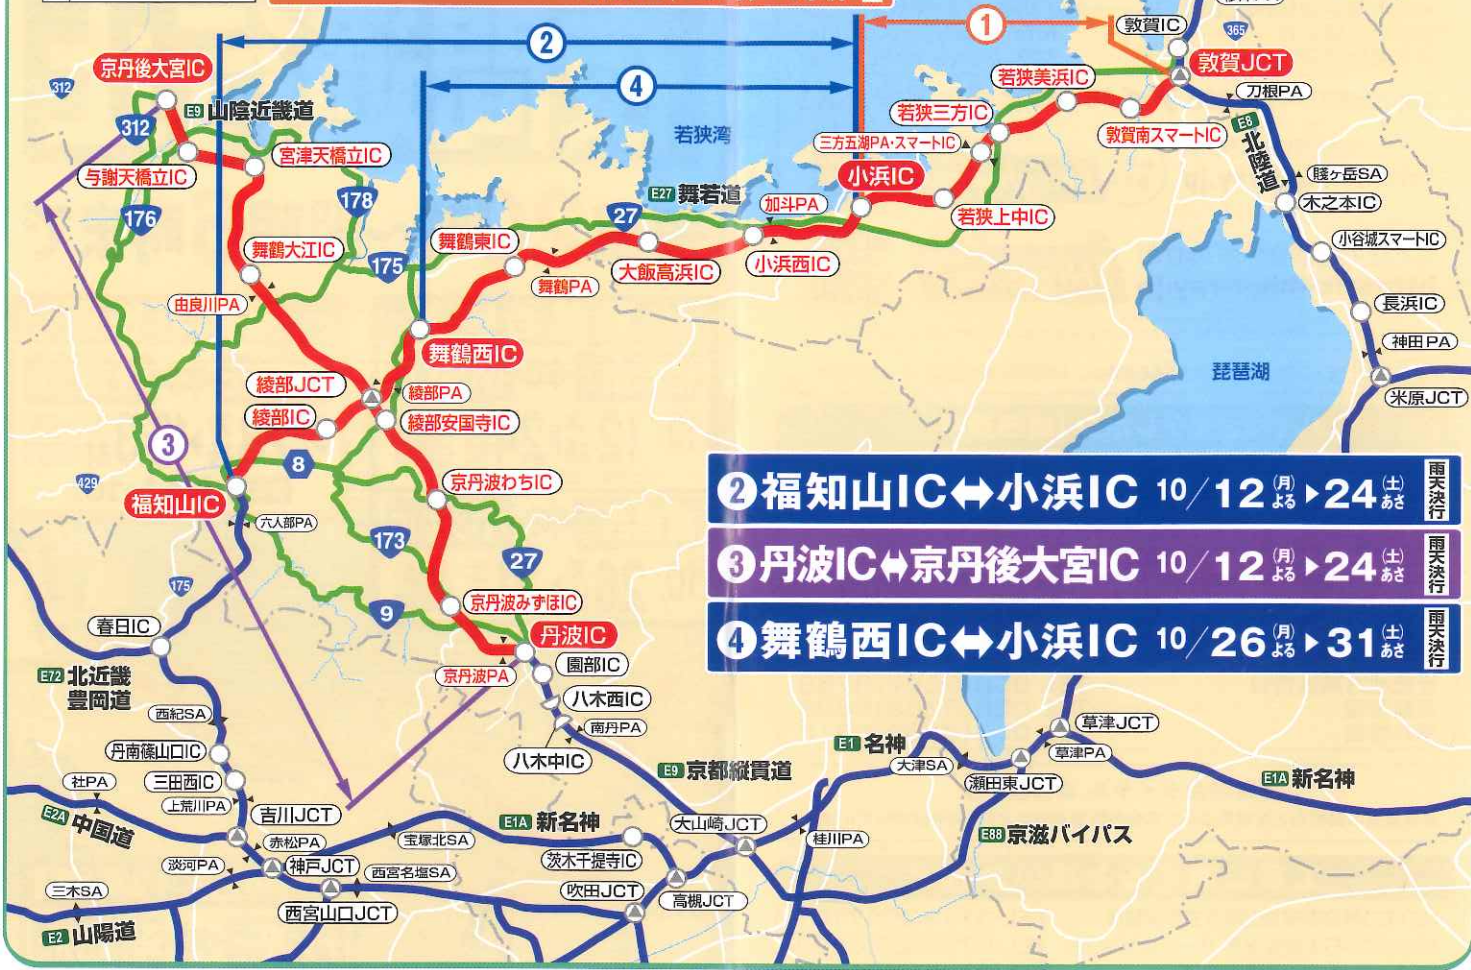 敦賀IC
365
①
②
敦賀JCT
京丹後大宮IC
若狭美浜IC
312
④
刀根PA
E9 山陰近畿道
若狭三方IC
敦賀南スマートIC
E8 北陸道
312
若狭湾
三方五湖PA・スマートIC
宮津天橋立IC
与謝天橋立IC
小浜IC
賤ヶ岳SA
E27 舞若道
178
加斗PA
木之本IC
176
27
若狭上中IC
舞鶴東IC
小谷城スマートIC
舞鶴大江IC
175
大飯高浜IC
小浜西IC
舞鶴PA
由良川PA
長浜IC
神田PA
舞鶴西IC
琵琶湖
綾部JCT
綾部PA
米原JCT
綾部IC
綾部安国寺IC
③
8
429
京丹波わちIC
福知山IC
六人部PA
173
27
175
9
京丹波みずほIC
春日IC
丹波IC
京丹波PA
園部IC
E72 北近畿
豊岡道
八木西IC
西紀SA
南丹PA
丹南篠山口IC
八木中IC
②福知山IC⇔小浜IC 10/12(月)よる▶24(土)あさ 雨天決行
③丹波IC⇔京丹後大宮IC 10/12(月)よる▶24(土)あさ 雨天決行
④舞鶴西IC⇔小浜IC 10/26(月)よる▶31(土)あさ 雨天決行
草津JCT
E1 名神
草津PA
大津SA
瀬田東JCT
E9 京都縦貫道
E1A 新名神
社PA
三田西IC
上荒川PA
吉川JCT
E2A 中国道
E1A 新名神
大山崎JCT
E88 京滋バイパス
赤松PA
宝塚北SA
桂川PA
淡河PA
神戸JCT
茨木千提寺IC
西宮名塩SA
三木SA
吹田JCT
高槻JCT
西宮山口JCT
E2 山陽道